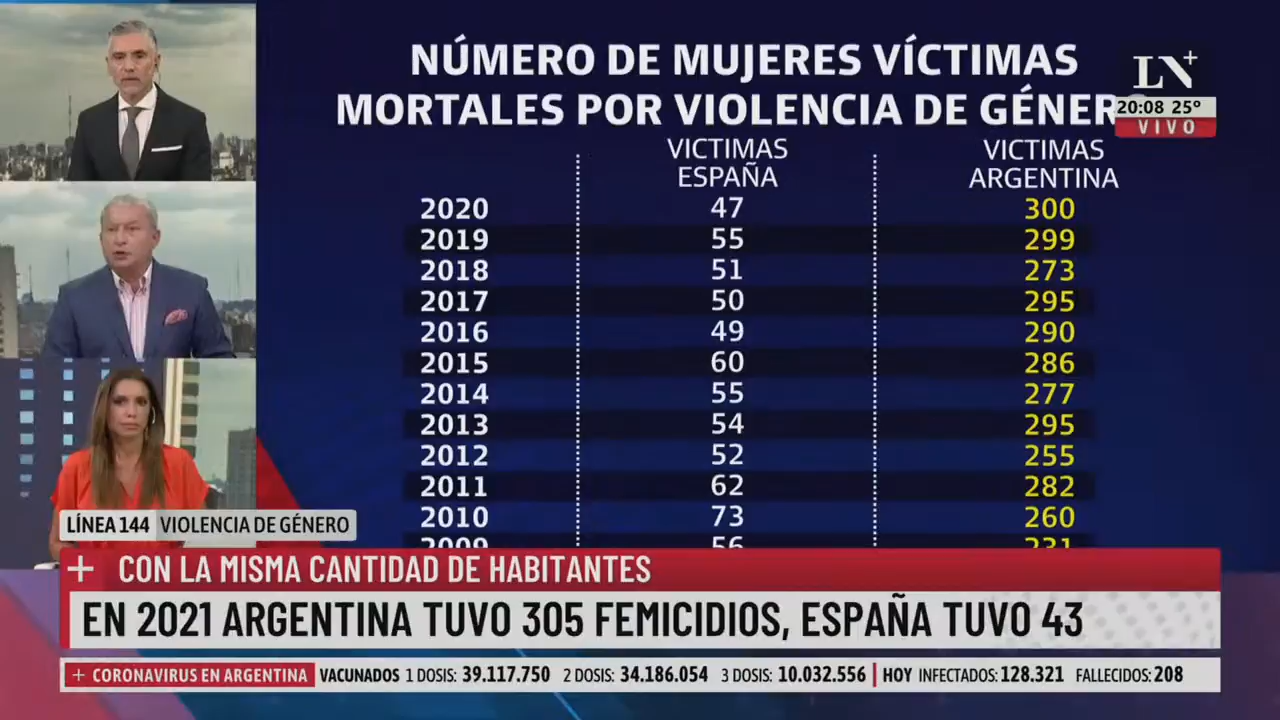 NÚMERO DE MUJERES VÍCTIMAS
MORTALES POR VIOLENCIA DE GÉNER
LN+
20:08 25°
VIVO
VICTIMAS ESPAÑA
VICTIMAS ARGENTINA
2020 47 300
2019 55 299
2018 51 273
2017 50 295
2016 49 290
2015 60 286
2014 55 277
2013 54 295
2012 52 255
2011 62 282
2010 73 260
2009 56 231
LÍNEA 144 VIOLENCIA DE GÉNERO
+ CON LA MISMA CANTIDAD DE HABITANTES
EN 2021 ARGENTINA TUVO 305 FEMICIDIOS, ESPAÑA TUVO 43
+ CORONAVIRUS EN ARGENTINA VACUNADOS 1 DOSIS: 39.117.750 2 DOSIS: 34.186.054 3 DOSIS: 10.032.556 HOY INFECTADOS: 128.321 FALLECIDOS: 208